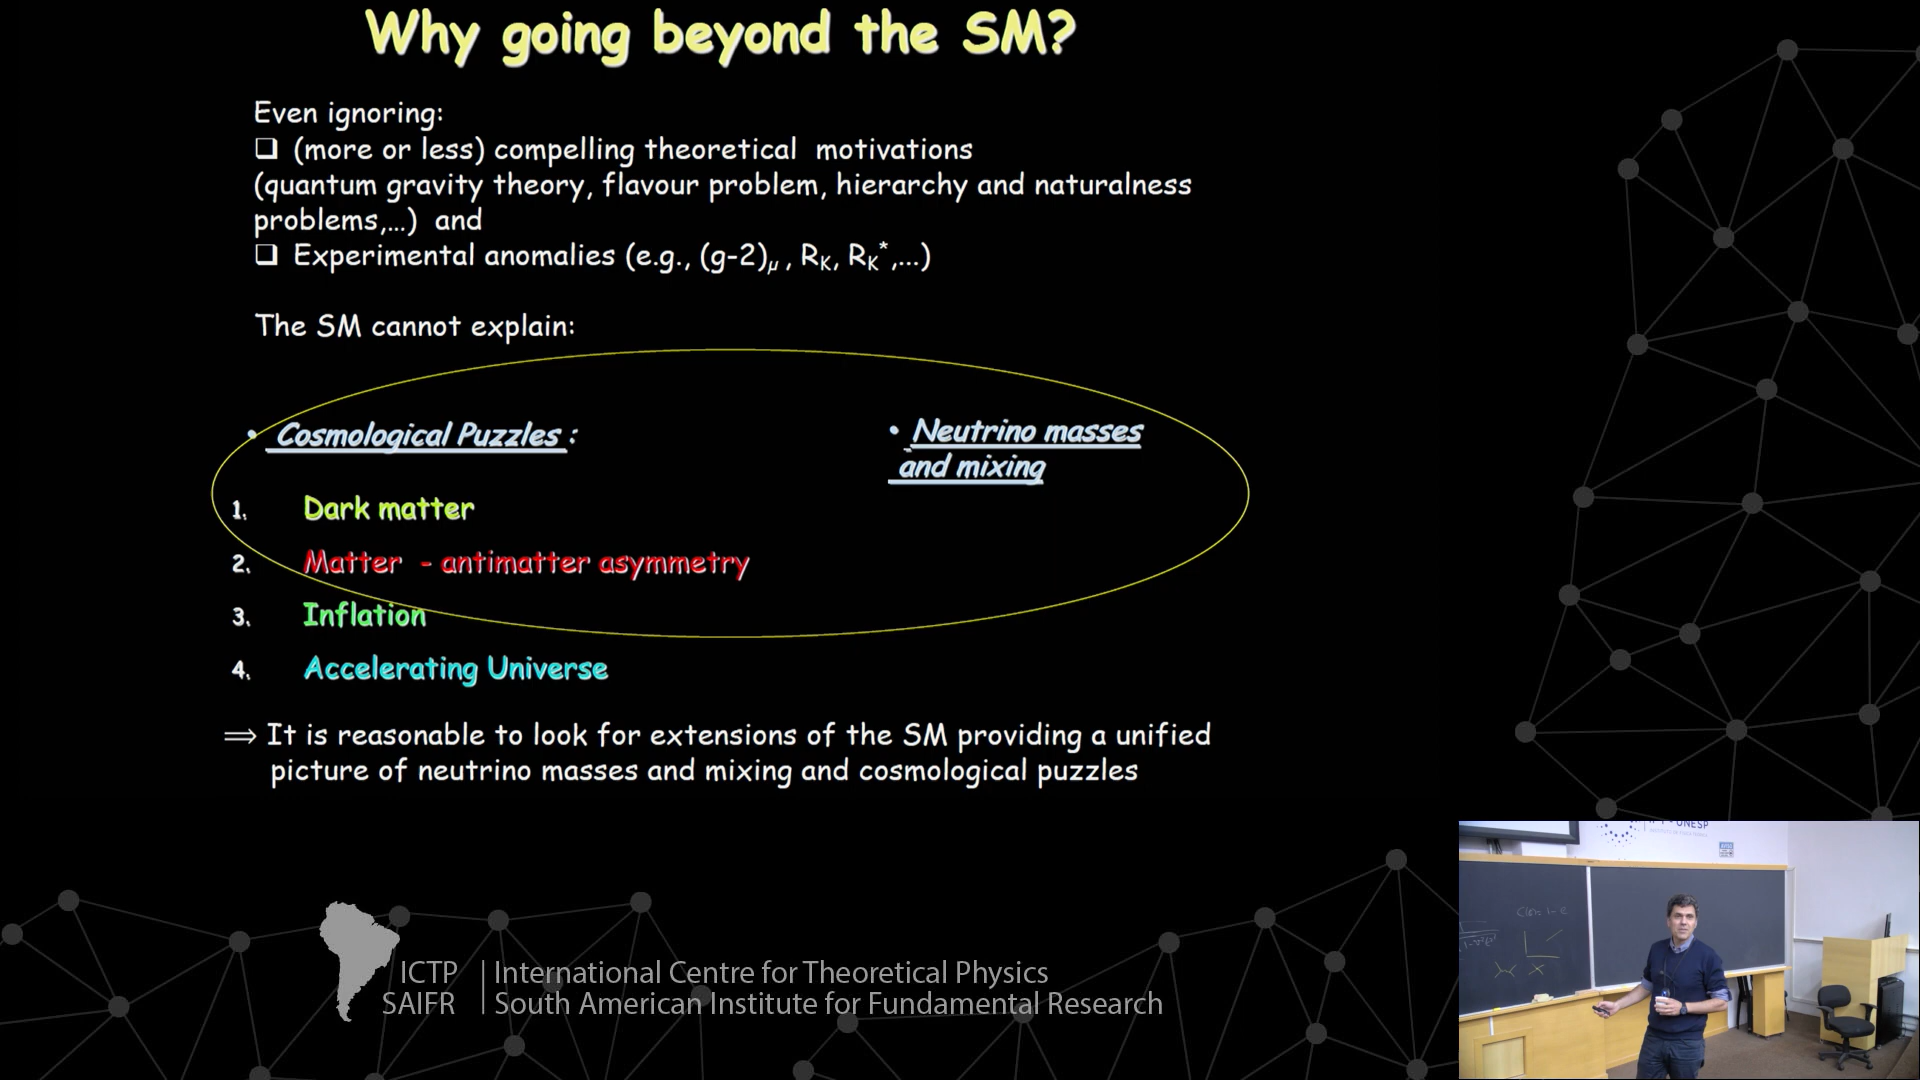 Why going beyond the SM?
Even ignoring:
❑ (more or less) compelling theoretical motivations
(quantum gravity theory, flavour problem, hierarchy and naturalness
problems,...) and
❑ Experimental anomalies (e.g., (g-2)μ , RK, RK*,...)
The SM cannot explain:
• Cosmological Puzzles :
1. Dark matter
2. Matter - antimatter asymmetry
3. Inflation
4. Accelerating Universe
• Neutrino masses
and mixing
⟹ It is reasonable to look for extensions of the SM providing a unified
picture of neutrino masses and mixing and cosmological puzzles
ICTP | International Centre for Theoretical Physics
SAIFR | South American Institute for Fundamental Research
UNESP